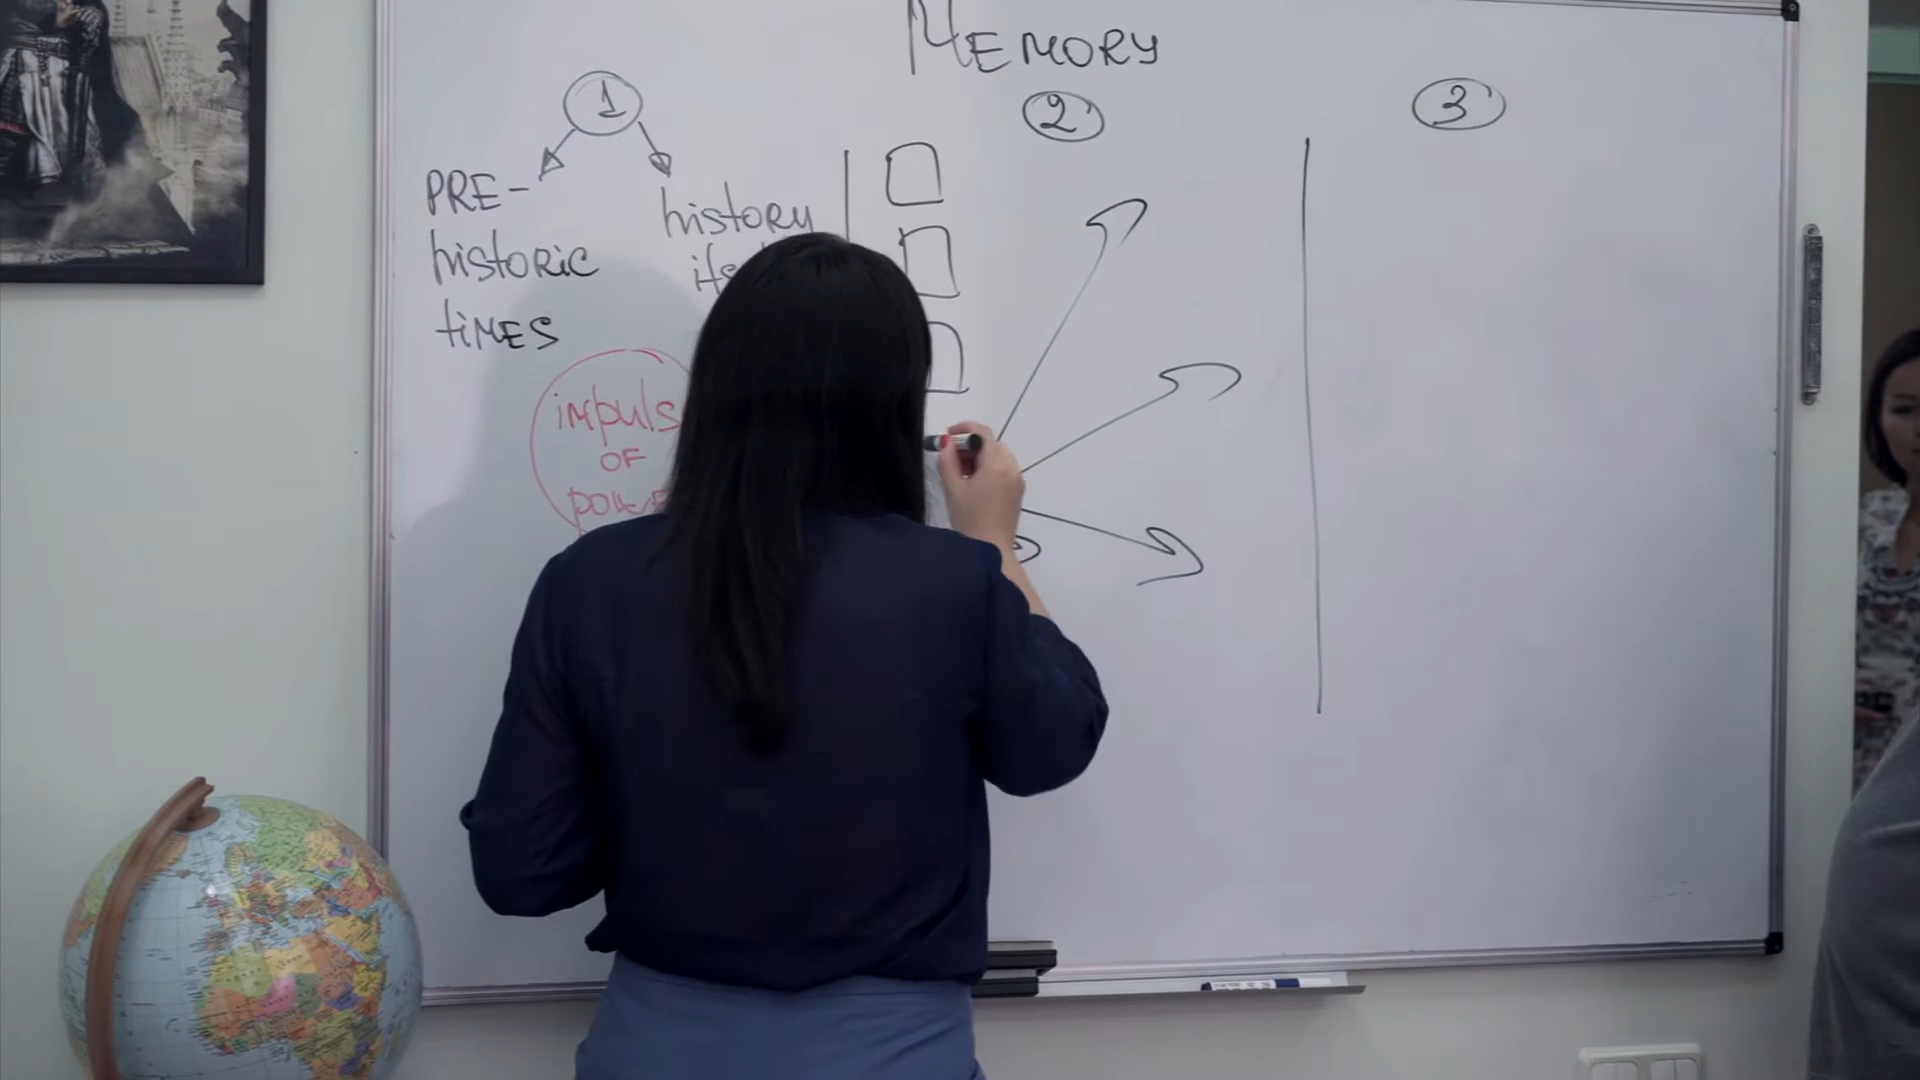 MEMORY
1
2
3
PRE-
historic
times
history
impuls
OF